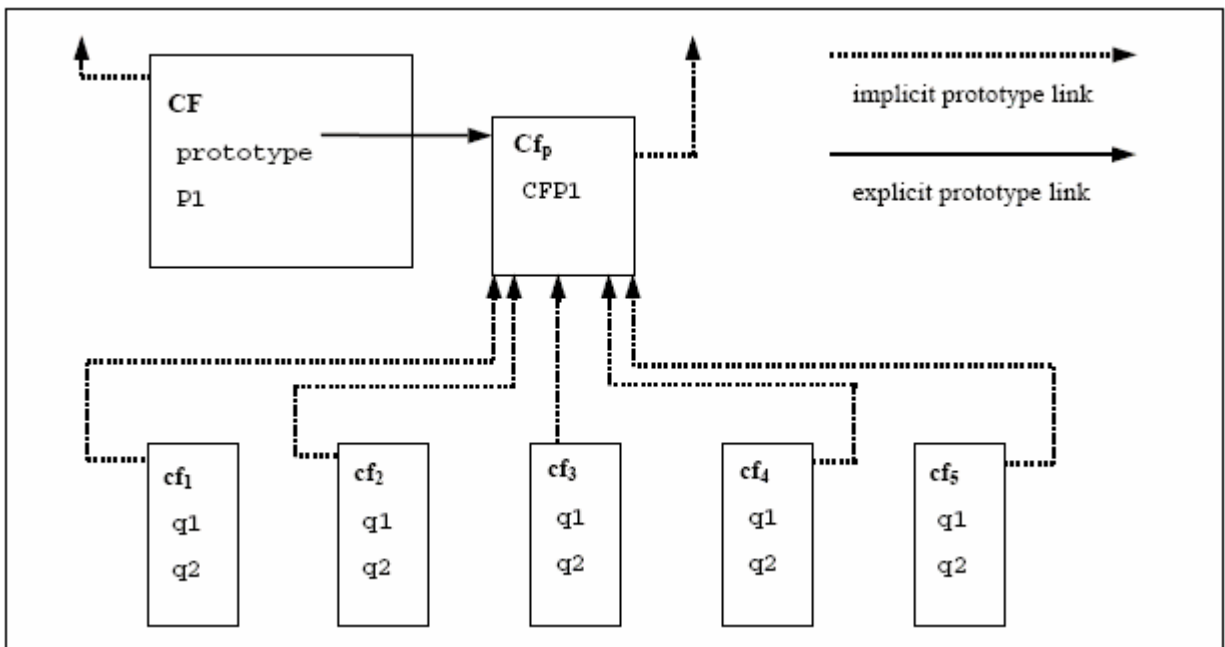 CF
prototype
P1
Cfp
CFP1
implicit prototype link
explicit prototype link
cf1
q1
q2
cf2
q1
q2
cf3
q1
q2
cf4
q1
q2
cf5
q1
q2